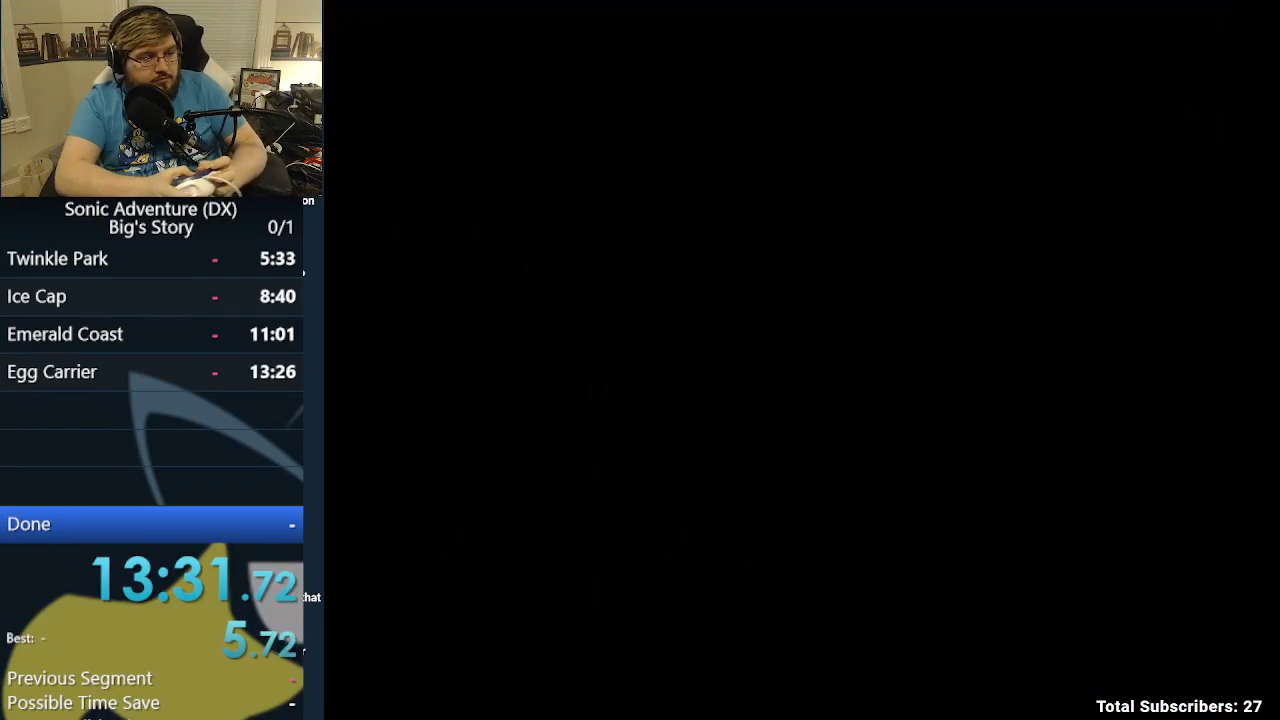 Sonic Adventure (DX)
Big's Story 0/1
on
Twinkle Park - 5:33
Ice Cap - 8:40
Emerald Coast - 11:01
Egg Carrier - 13:26
Done -
13:31.72
that
Best: - 5.72
Previous Segment -
Possible Time Save -
Total Subscribers: 27